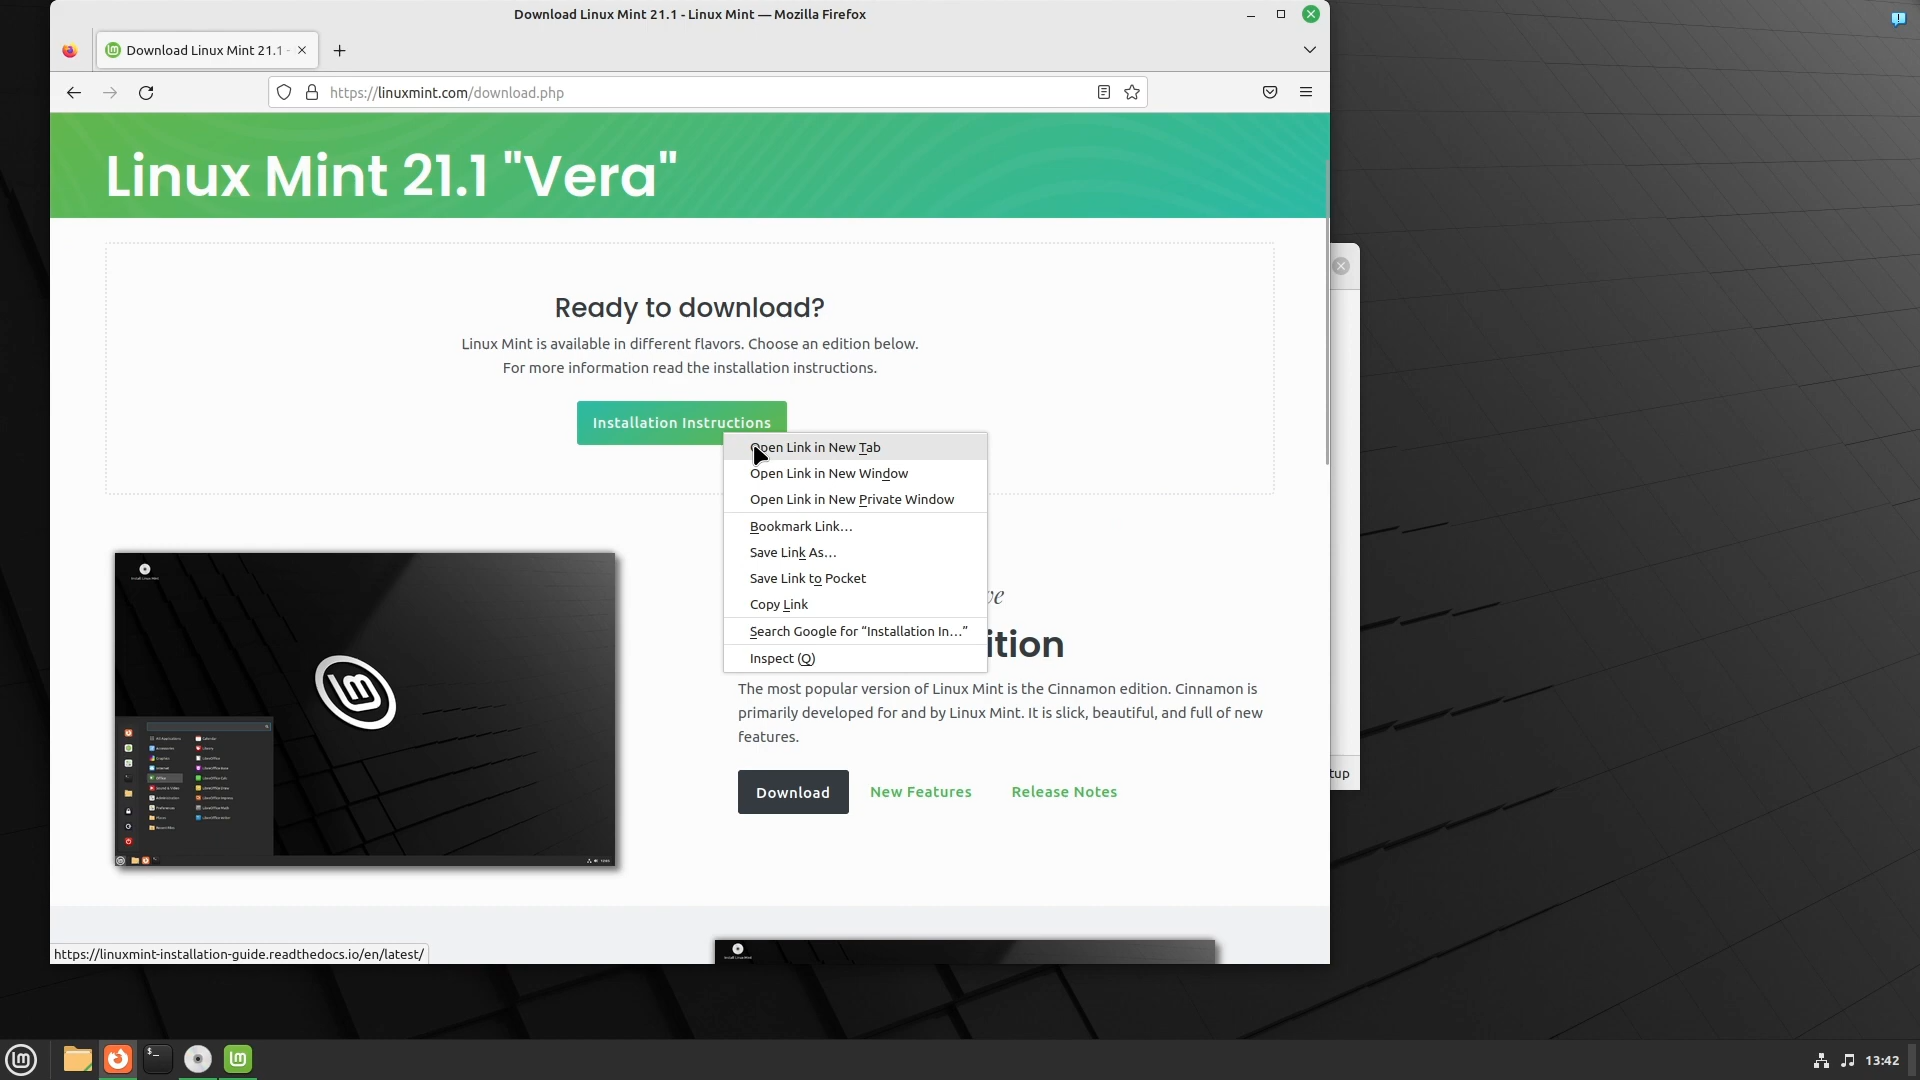 Download Linux Mint 21.1 - Linux Mint — Mozilla Firefox
Download Linux Mint 21.1 -
https://linuxmint.com/download.php
Linux Mint 21.1 "Vera"
Ready to download?
Linux Mint is available in different flavors. Choose an edition below.
For more information read the installation instructions.
Installation Instructions
Open Link in New Tab
Open Link in New Window
Open Link in New Private Window
Bookmark Link…
Save Link As…
Save Link to Pocket
Copy Link
Search Google for “Installation In…”
Inspect (Q)
ition
The most popular version of Linux Mint is the Cinnamon edition. Cinnamon is
primarily developed for and by Linux Mint. It is slick, beautiful, and full of new
features.
Download
New Features
Release Notes
tup
https://linuxmint-installation-guide.readthedocs.io/en/latest/
13:42